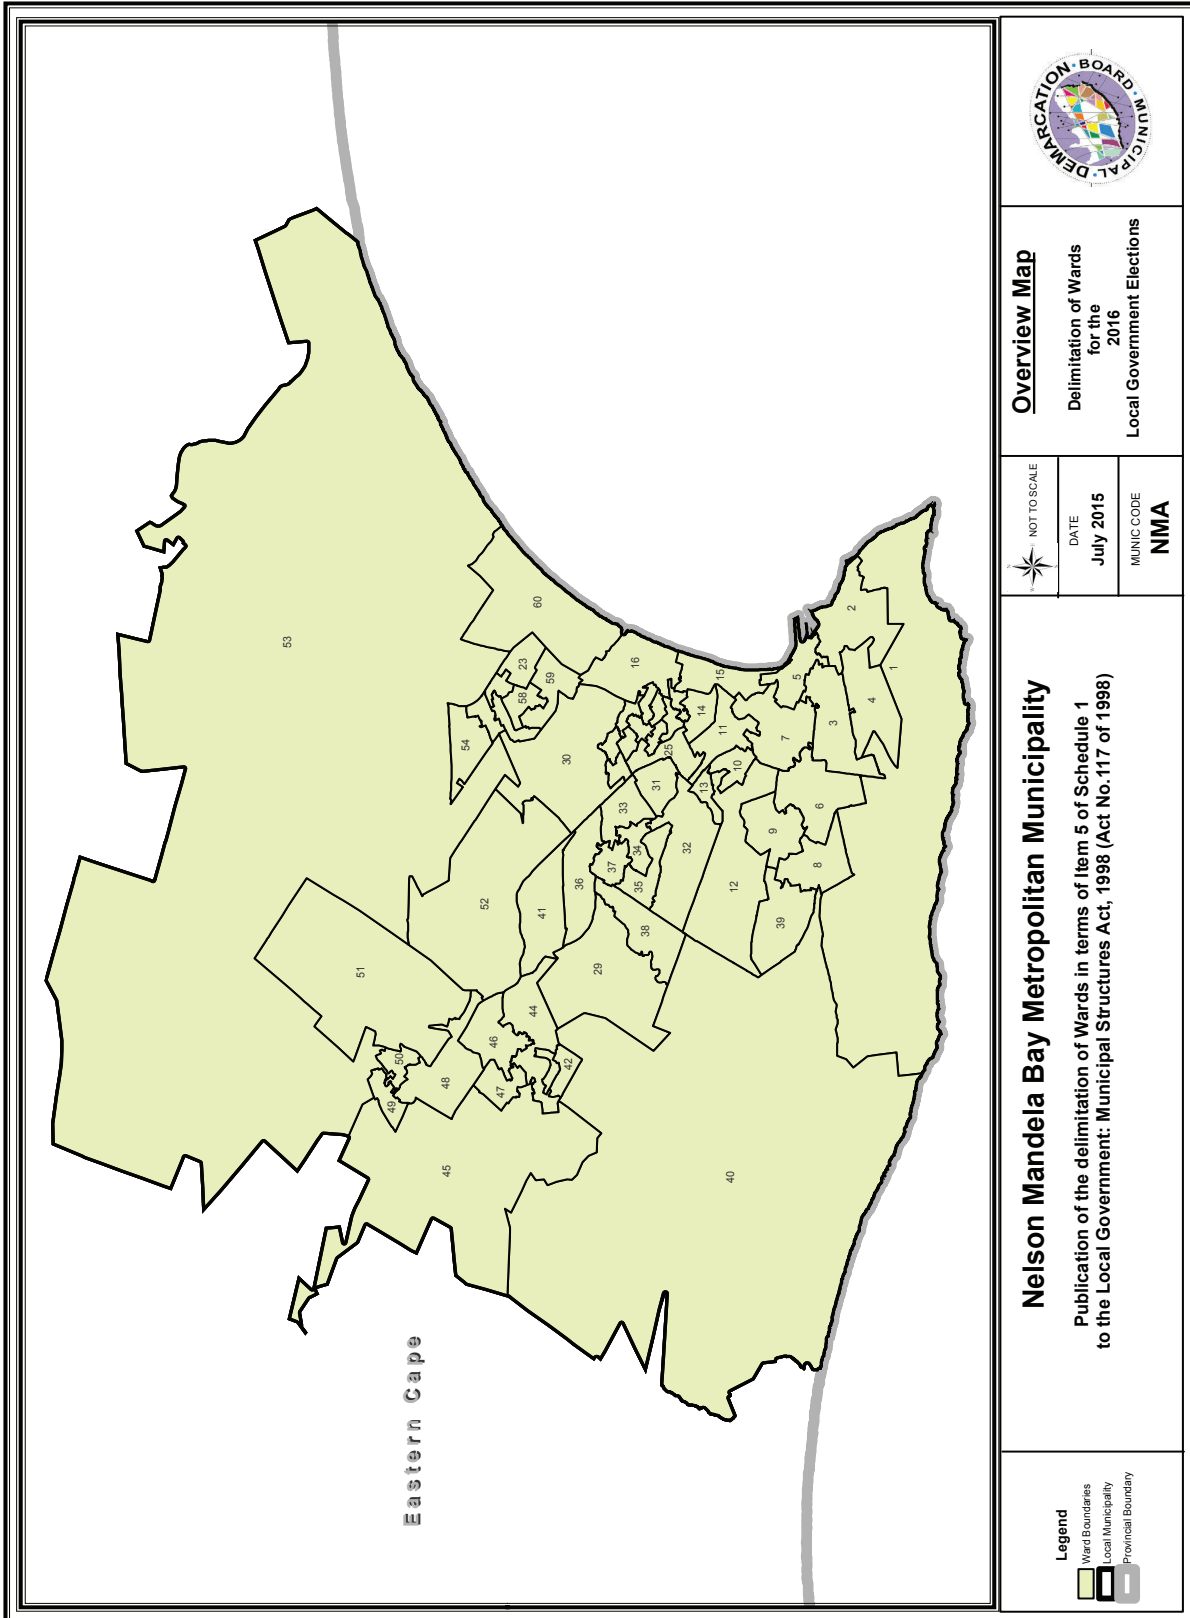 Nelson Mandela Bay Metropolitan Municipality
Publication of the delimitation of Wards in terms of Item 5 of Schedule 1
to the Local Government: Municipal Structures Act, 1998 (Act No.117 of 1998)
Legend
Ward Boundaries
Local Municipality
Provincial Boundary
NOT TO SCALE
DATE
July 2015
MUNIC CODE
NMA
Overview Map
Delimitation of Wards
for the
2016
Local Government Elections
MUNICIPAL • DEMARCATION • BOARD •
Eastern Cape
53
60
23
58
59
54
16
30
15
2
5
1
4
3
14
11
7
25
10
13
31
33
6
9
34
37
32
8
35
36
12
52
41
39
38
51
29
44
46
50
42
48
47
49
45
40